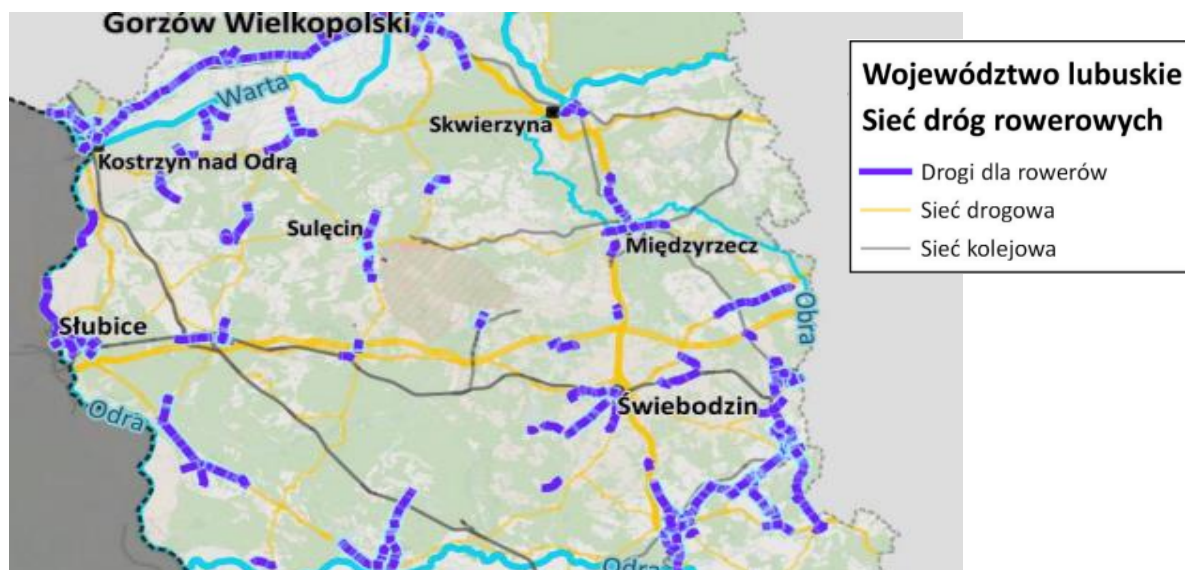 Gorzów Wielkopolski
Warta
Skwierzyna
Kostrzyn nad Odrą
Sulęcin
Międzyrzecz
Obra
Słubice
Odra
Świebodzin
Odra
Województwo lubuskie
Sieć dróg rowerowych
Drogi dla rowerów
Sieć drogowa
Sieć kolejowa